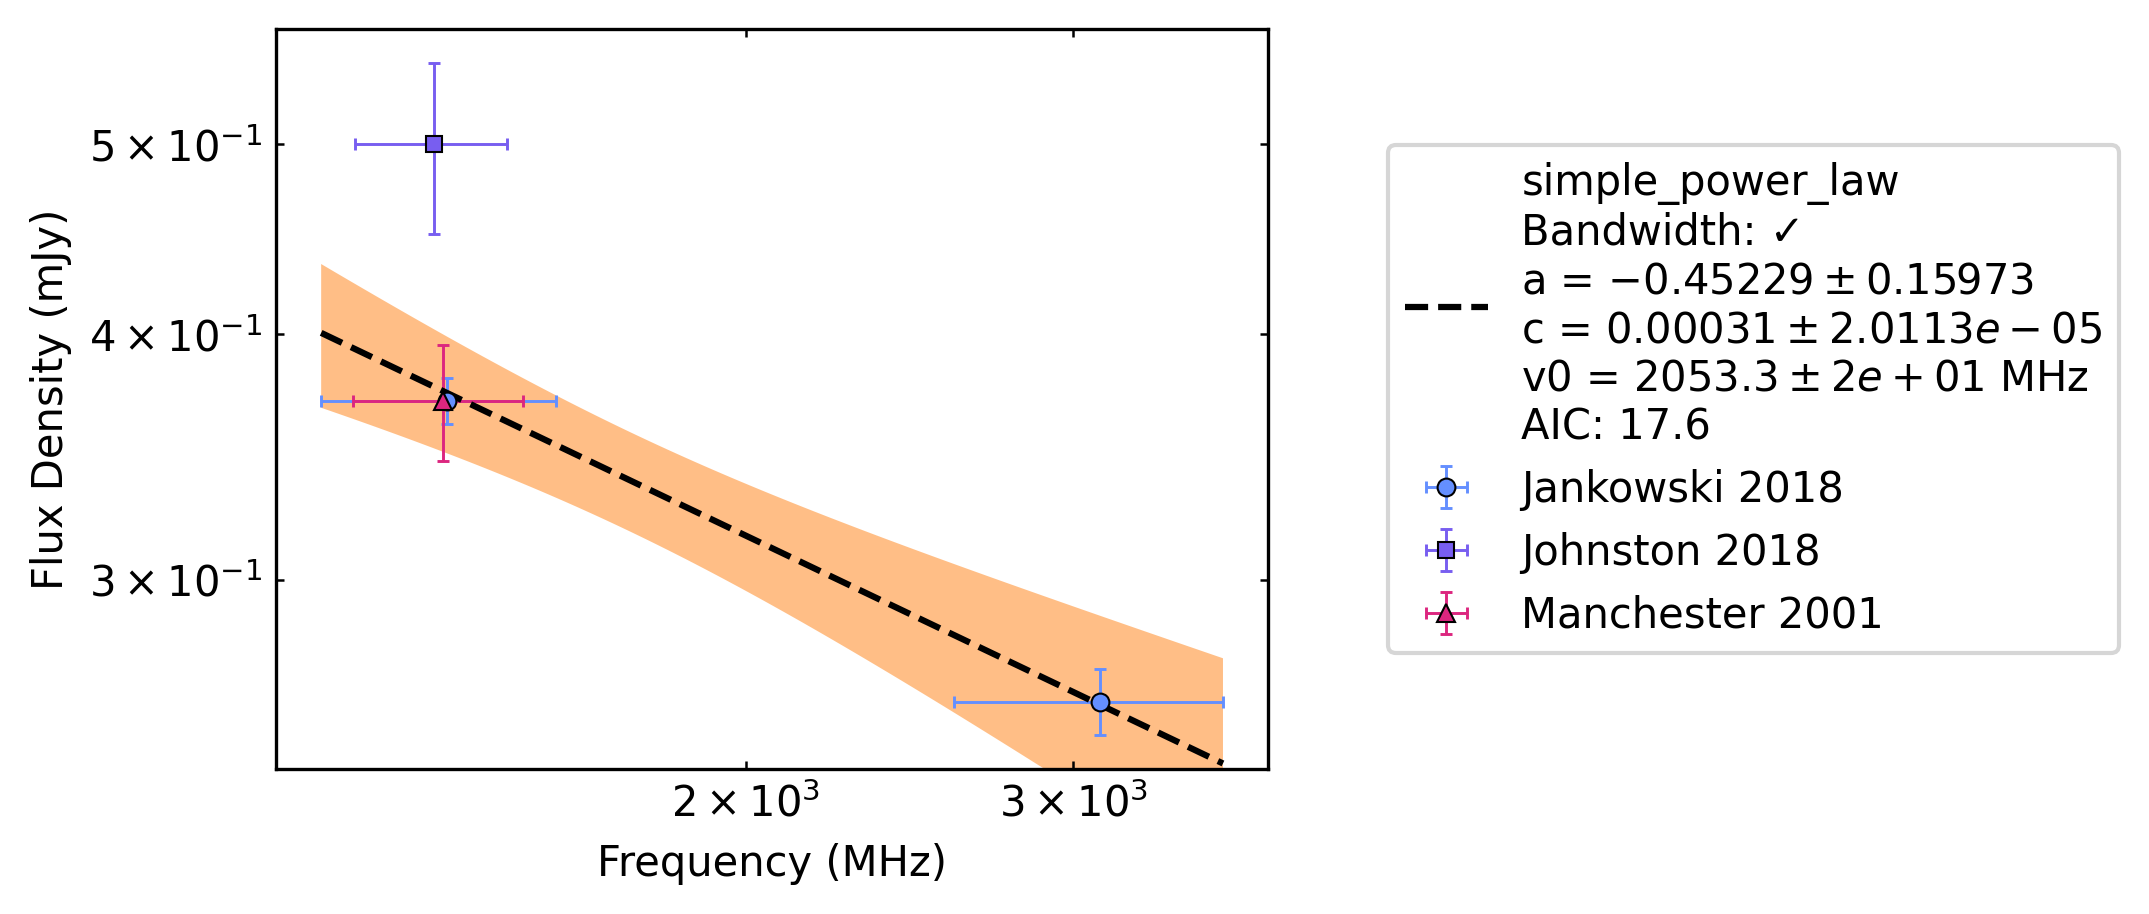 5 × 10⁻¹
4 × 10⁻¹
3 × 10⁻¹
Flux Density (mJy)
2 × 10³
3 × 10³
Frequency (MHz)
simple_power_law
Bandwidth: ✓
a = −0.45229 ± 0.15973
c = 0.00031 ± 2.0113e − 05
v0 = 2053.3 ± 2e + 01 MHz
AIC: 17.6
Jankowski 2018
Johnston 2018
Manchester 2001